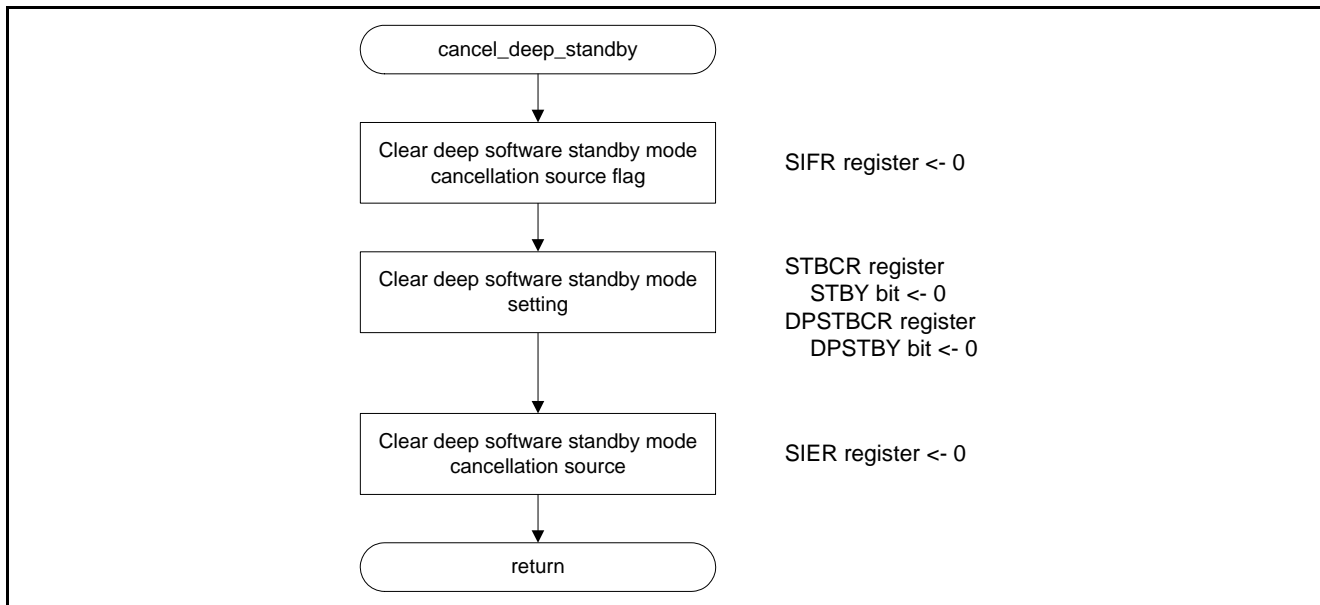 cancel_deep_standby
Clear deep software standby mode
cancellation source flag
SIFR register <- 0
Clear deep software standby mode
setting
STBCR register
STBY bit <- 0
DPSTBCR register
DPSTBY bit <- 0
Clear deep software standby mode
cancellation source
SIER register <- 0
return